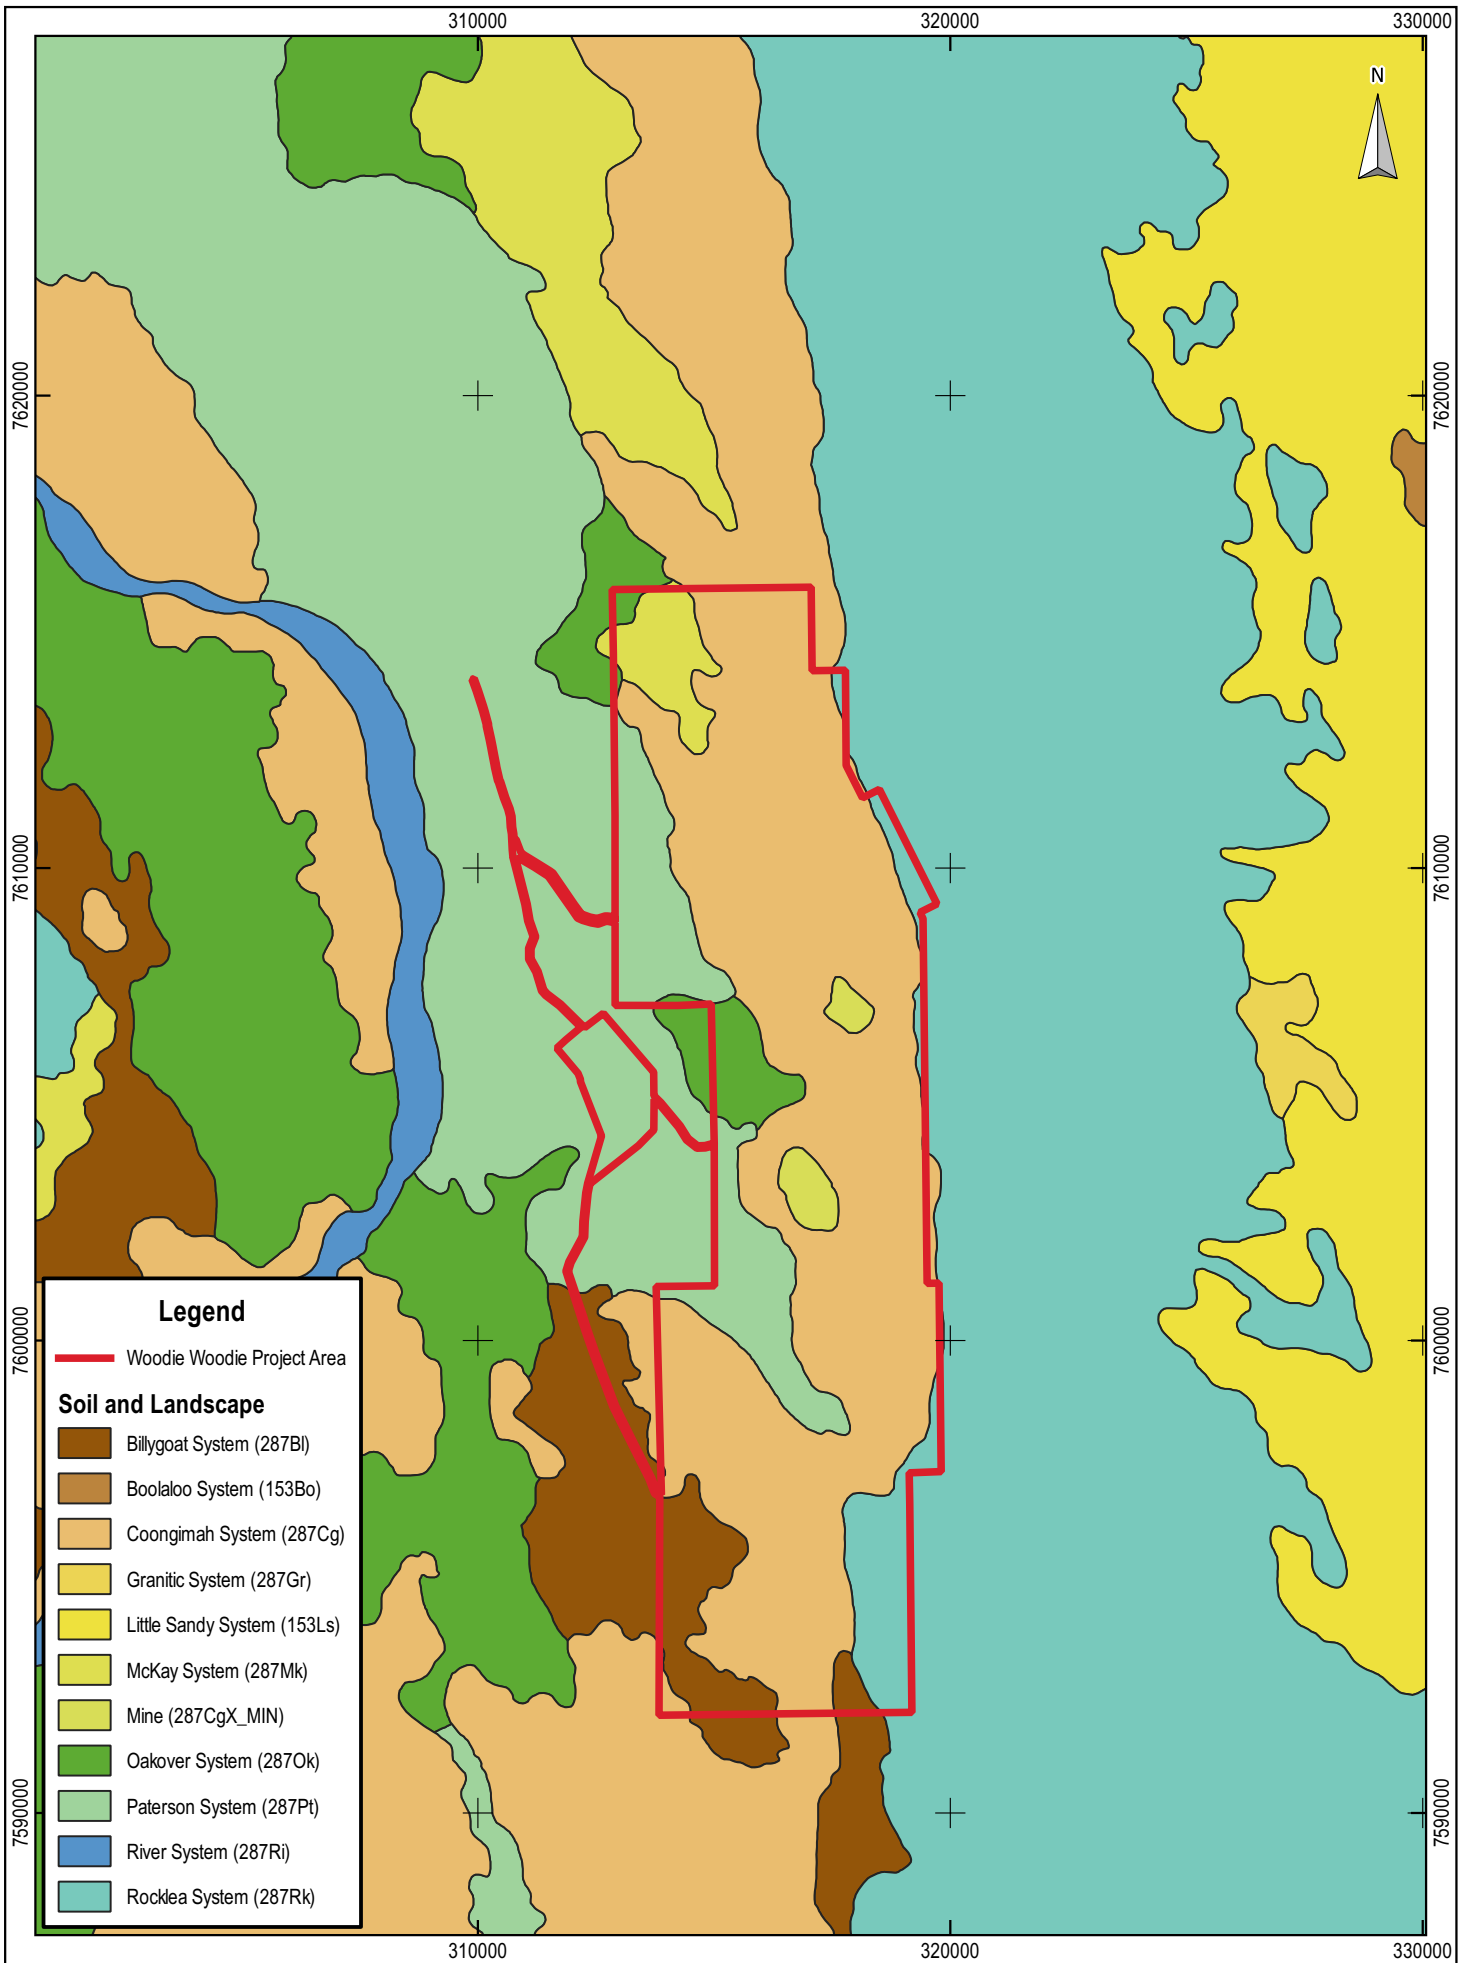 310000
320000
330000
N
620000
7620000
7610000
7610000
7600000
7600000
7590000
7590000
Legend
Woodie Woodie Project Area
Soil and Landscape
Billygoat System (287Bl)
Boolaloo System (153Bo)
Coongimah System (287Cg)
Granitic System (287Gr)
Little Sandy System (153Ls)
McKay System (287Mk)
Mine (287CgX_MIN)
Oakover System (287Ok)
Paterson System (287Pt)
River System (287Ri)
Rocklea System (287Rk)
310000
320000
330000